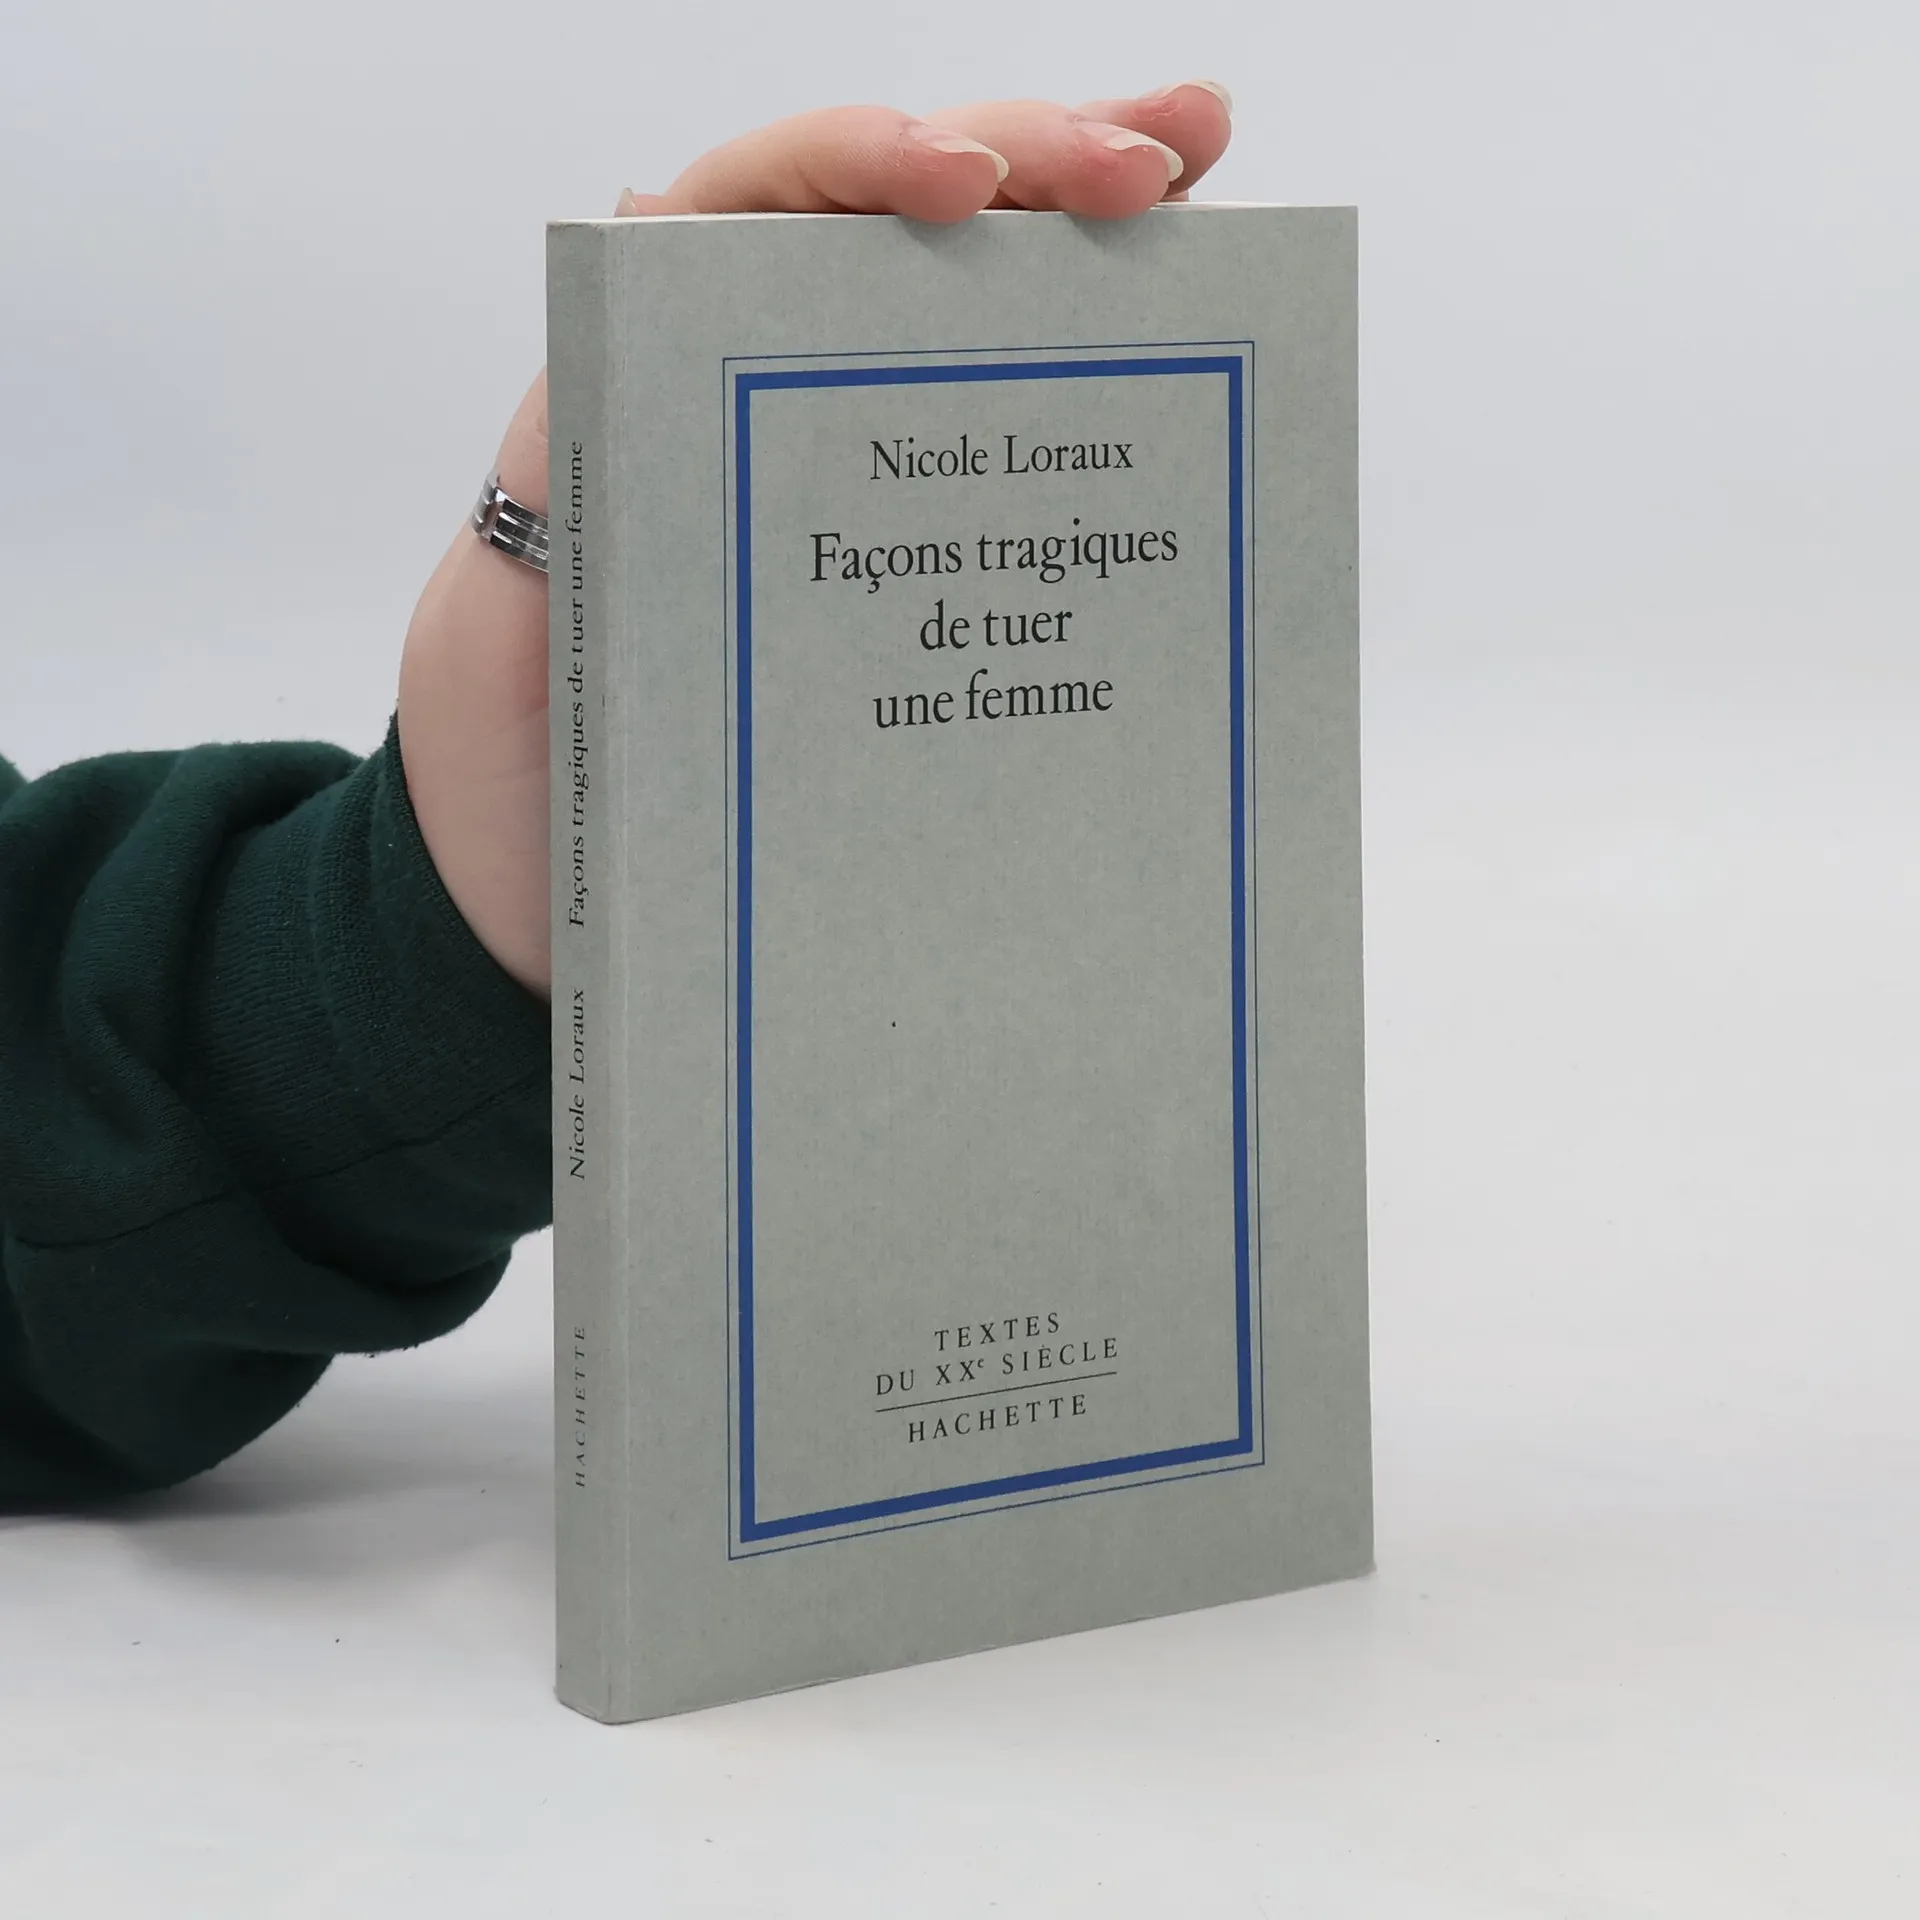 Nicole Loraux
Façons tragiques
de tuer
une femme
TEXTES
DU XXe SIÈCLE
HACHETTE
Nicole Loraux Façons tragiques de tuer une femme
HACHETTE